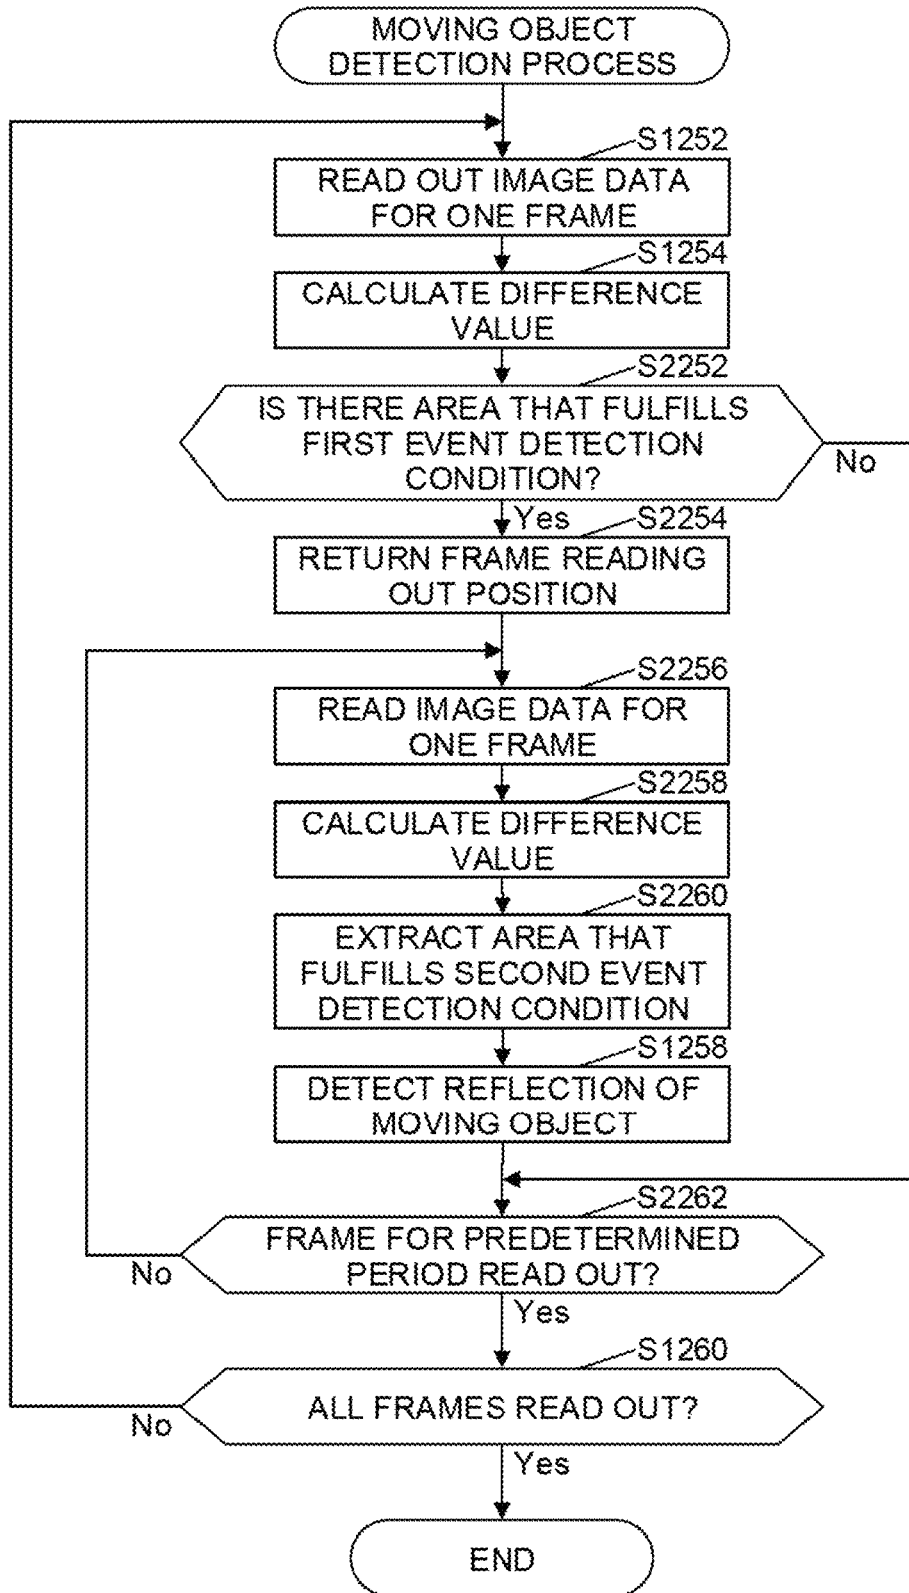 MOVING OBJECT
DETECTION PROCESS
S1252
READ OUT IMAGE DATA
FOR ONE FRAME
S1254
CALCULATE DIFFERENCE
VALUE
S2252
IS THERE AREA THAT FULFILLS
FIRST EVENT DETECTION
CONDITION?
No
Yes
S2254
RETURN FRAME READING
OUT POSITION
S2256
READ IMAGE DATA FOR
ONE FRAME
S2258
CALCULATE DIFFERENCE
VALUE
S2260
EXTRACT AREA THAT
FULFILLS SECOND EVENT
DETECTION CONDITION
S1258
DETECT REFLECTION OF
MOVING OBJECT
S2262
FRAME FOR PREDETERMINED
PERIOD READ OUT?
No
Yes
S1260
ALL FRAMES READ OUT?
No
Yes
END